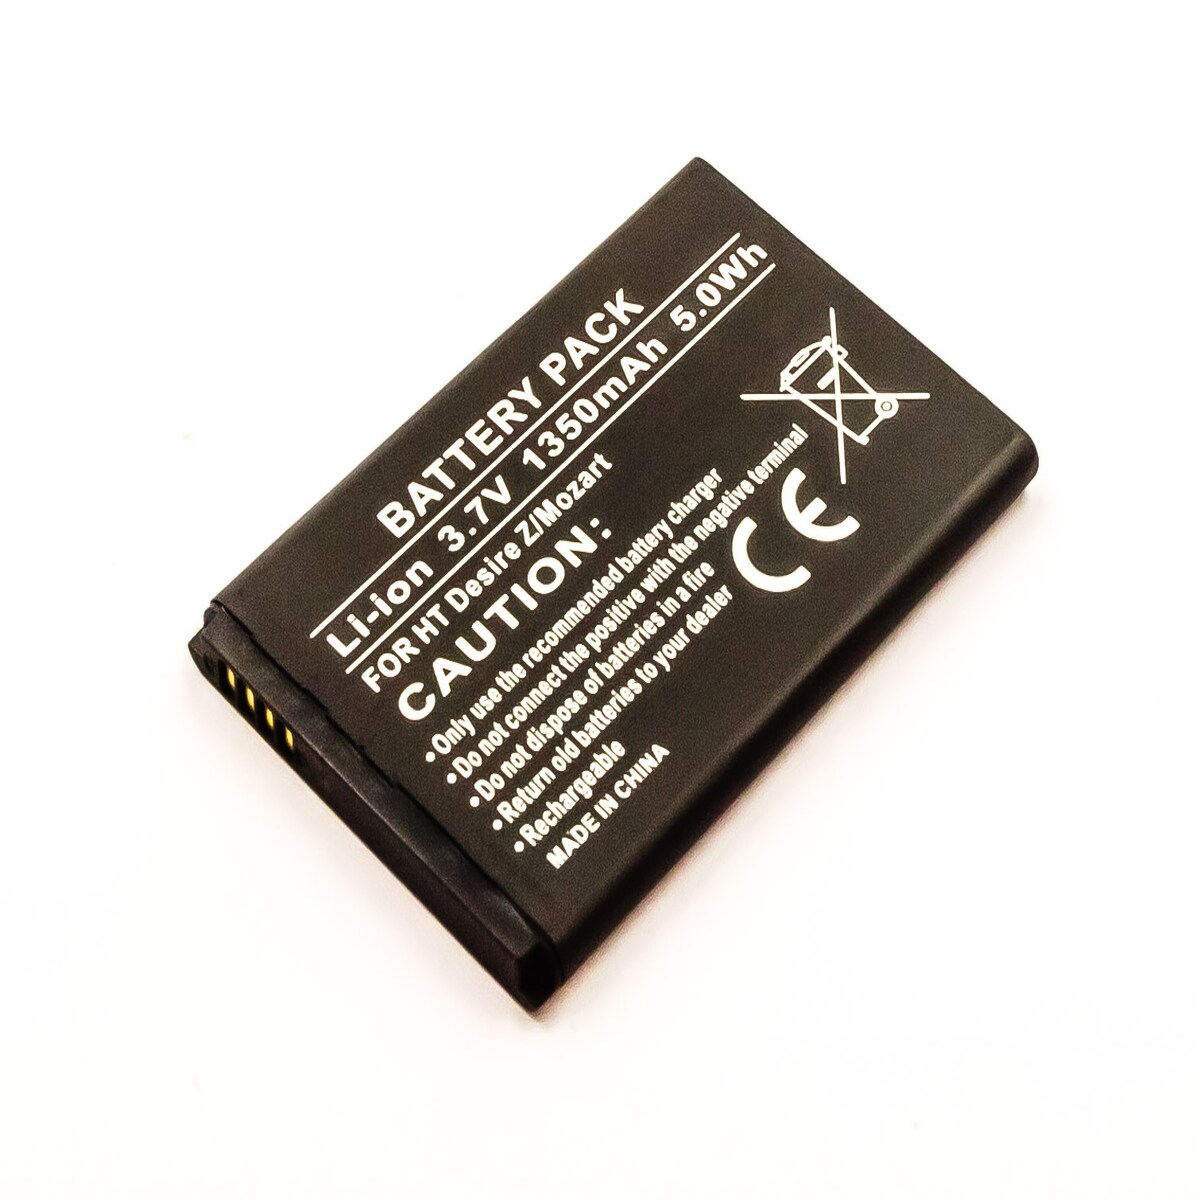 BATTERY PACK
Li-ion 3.7V 1350mAh 5.0Wh
FOR HT Desire Z/Mozart
CAUTION:
•Only use the recommended battery charger
•Do not connect the positive with the negative terminal
•Do not dispose of batteries in a fire
•Return old batteries to your dealer
•Rechargeable
MADE IN CHINA
CE